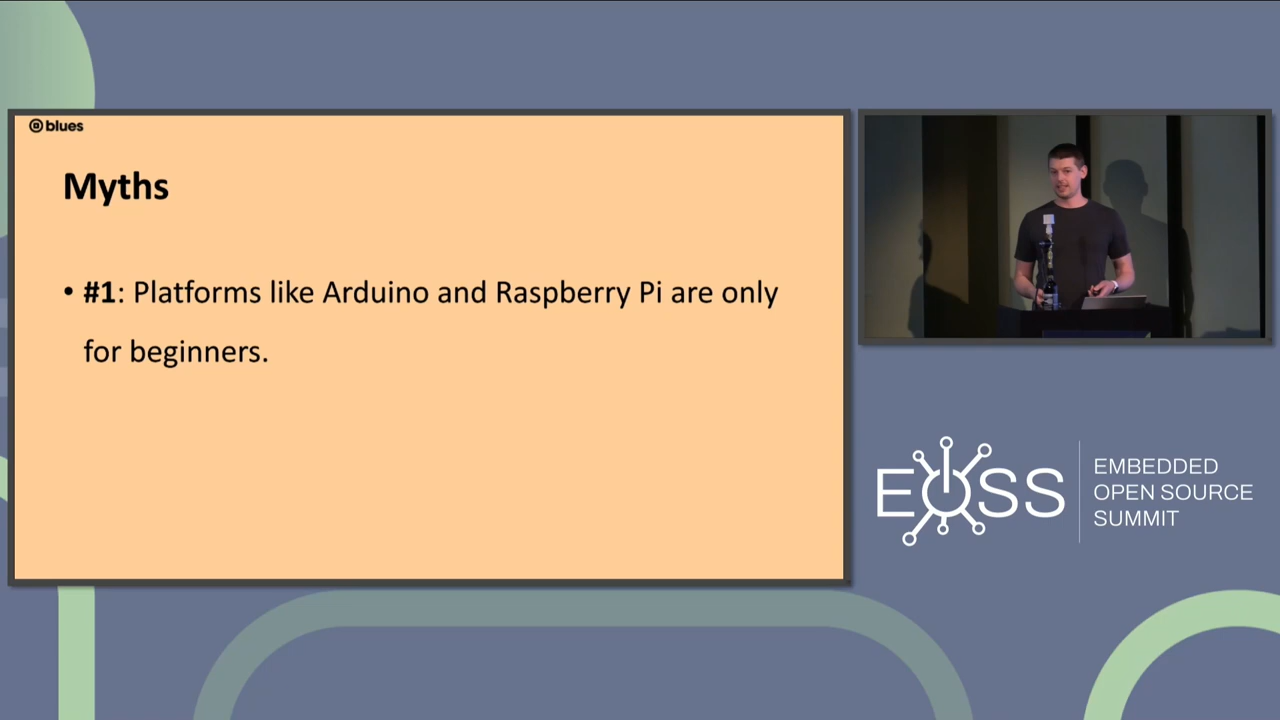 blues
Myths
• #1: Platforms like Arduino and Raspberry Pi are only
for beginners.
EOSS
EMBEDDED
OPEN SOURCE
SUMMIT